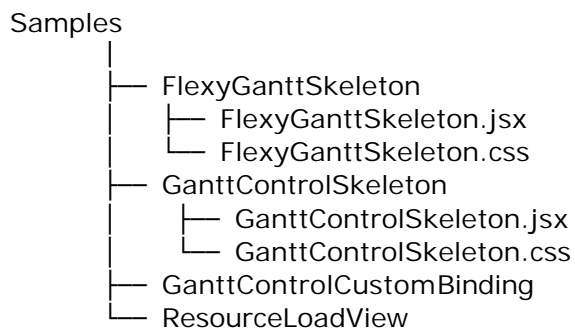 Samples
│
├── FlexyGanttSkeleton
│ ├── FlexyGanttSkeleton.jsx
│ └── FlexyGanttSkeleton.css
├── GanttControlSkeleton
│ ├── GanttControlSkeleton.jsx
│ └── GanttControlSkeleton.css
├── GanttControlCustomBinding
└── ResourceLoadView